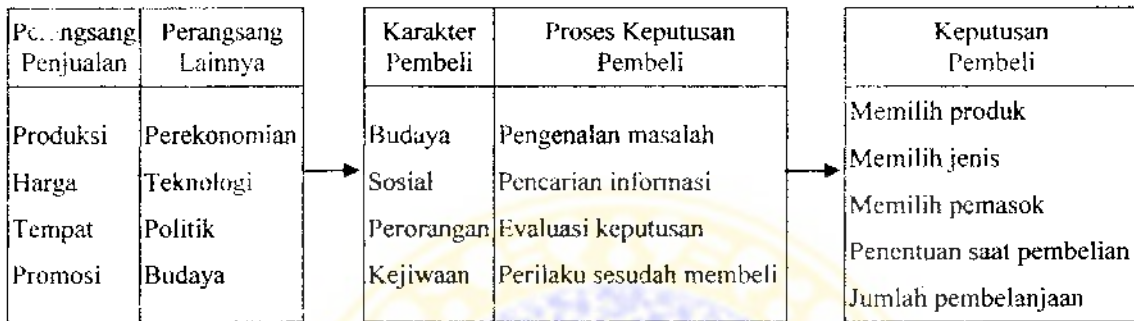 Perangsang Penjualan
Perangsang Lainnya
Produksi
Harga
Tempat
Promosi
Perekonomian
Teknologi
Politik
Budaya
Karakter Pembeli
Proses Keputusan Pembeli
Budaya
Sosial
Perorangan
Kejiwaan
Pengenalan masalah
Pencarian informasi
Evaluasi keputusan
Perilaku sesudah membeli
Keputusan Pembeli
Memilih produk
Memilih jenis
Memilih pemasok
Penentuan saat pembelian
Jumlah pembelanjaan